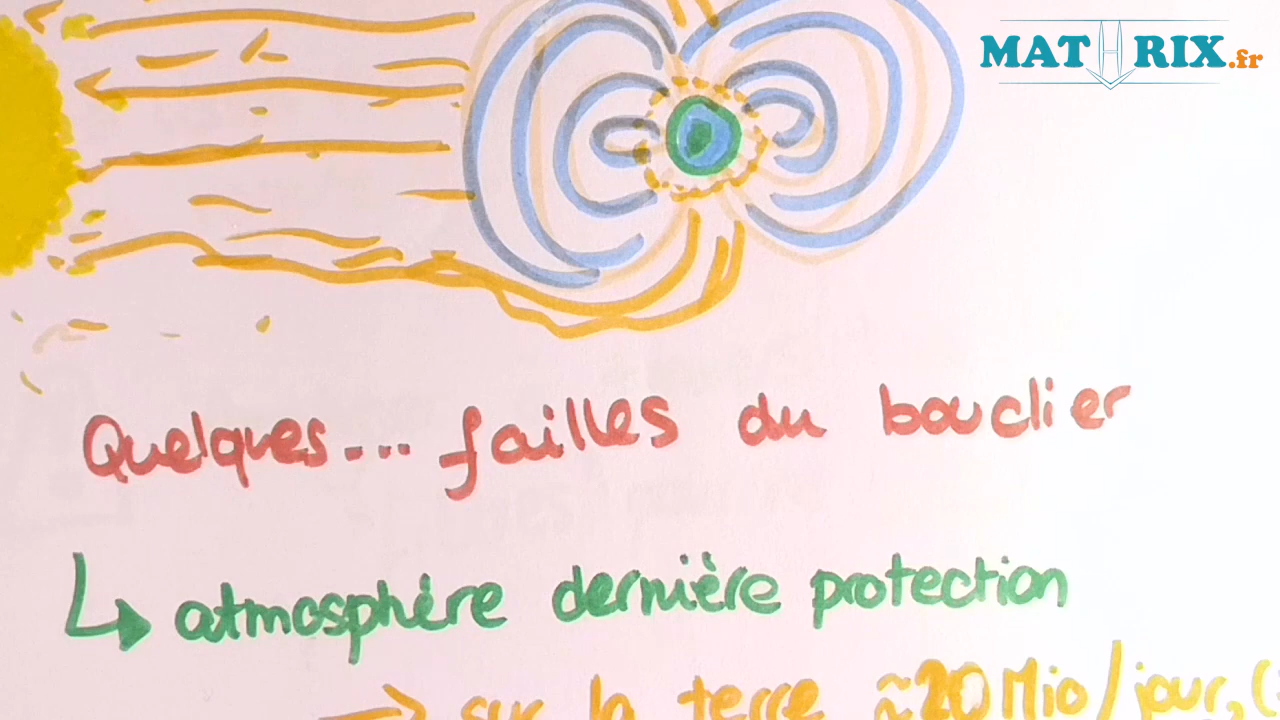 MATHRIX.fr
Quelques... failles du bouclier
atmosphère dernière protection
sur la terre ≈20 Mio/jour, (